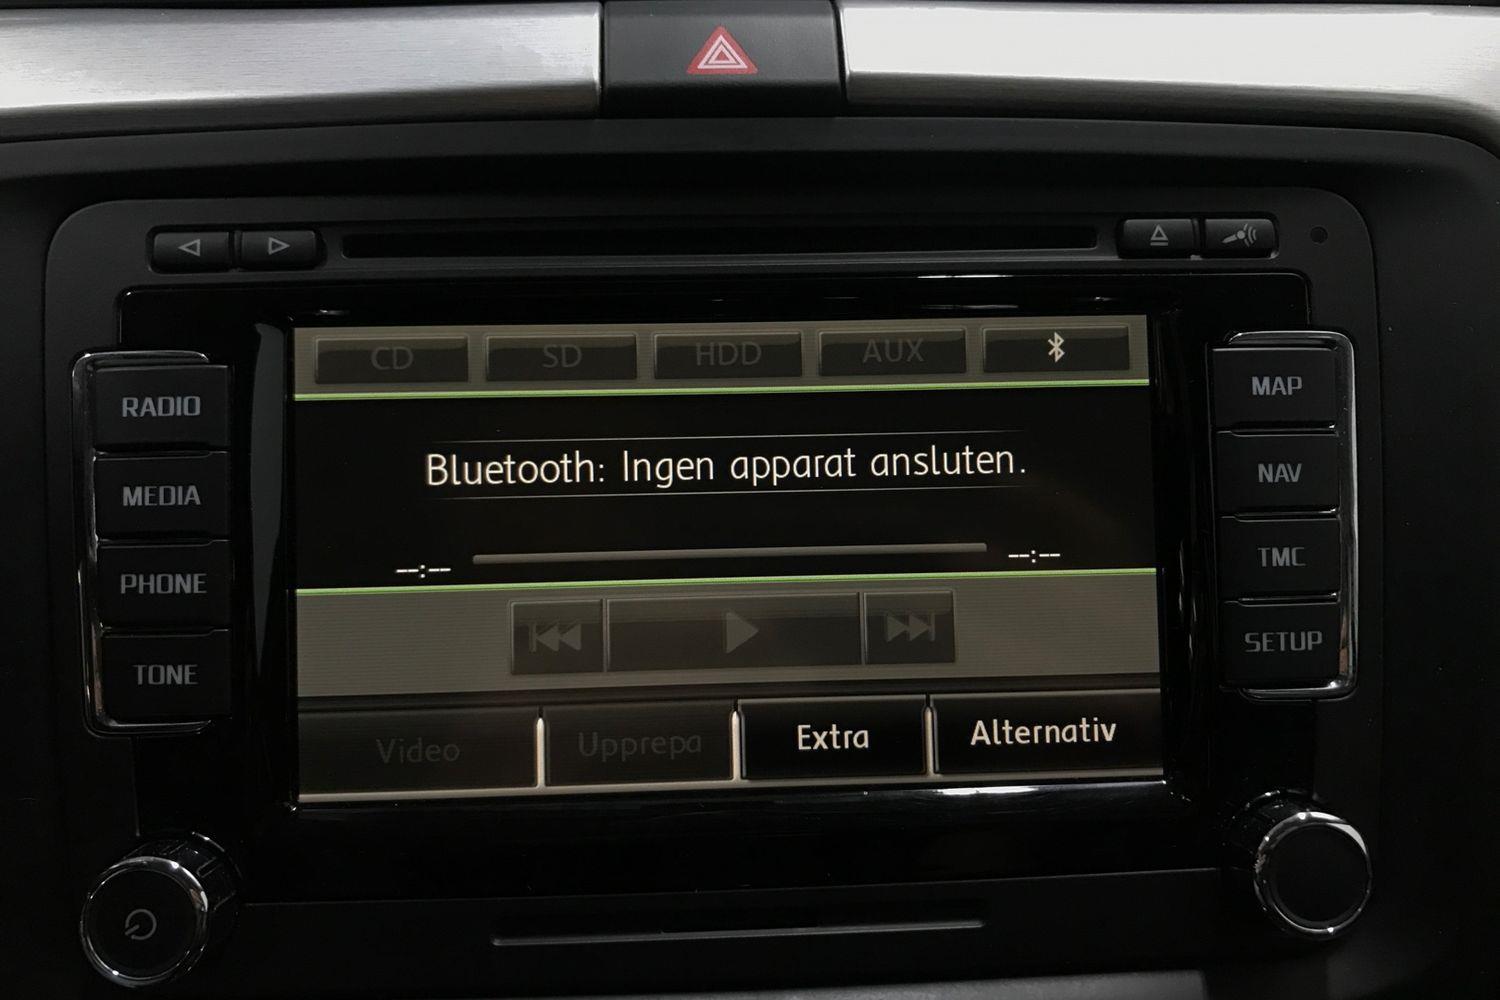 CD SD HDD AUX
RADIO
MEDIA
PHONE
TONE
Bluetooth: Ingen apparat ansluten.
--:-- --:--
Video Upprepa Extra Alternativ
MAP
NAV
TMC
SETUP